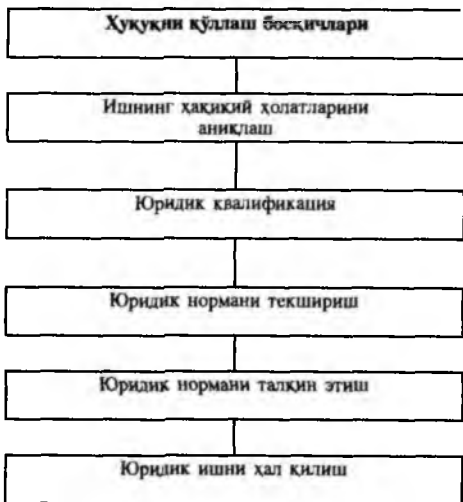 Ҳуқуқни қўллаш босқичлари
Ишнинг ҳақиқий ҳолатларини
аниқлаш
Юридик квалификация
Юридик нормани текшириш
Юридик нормани талқин этиш
Юридик ишни ҳал қилиш